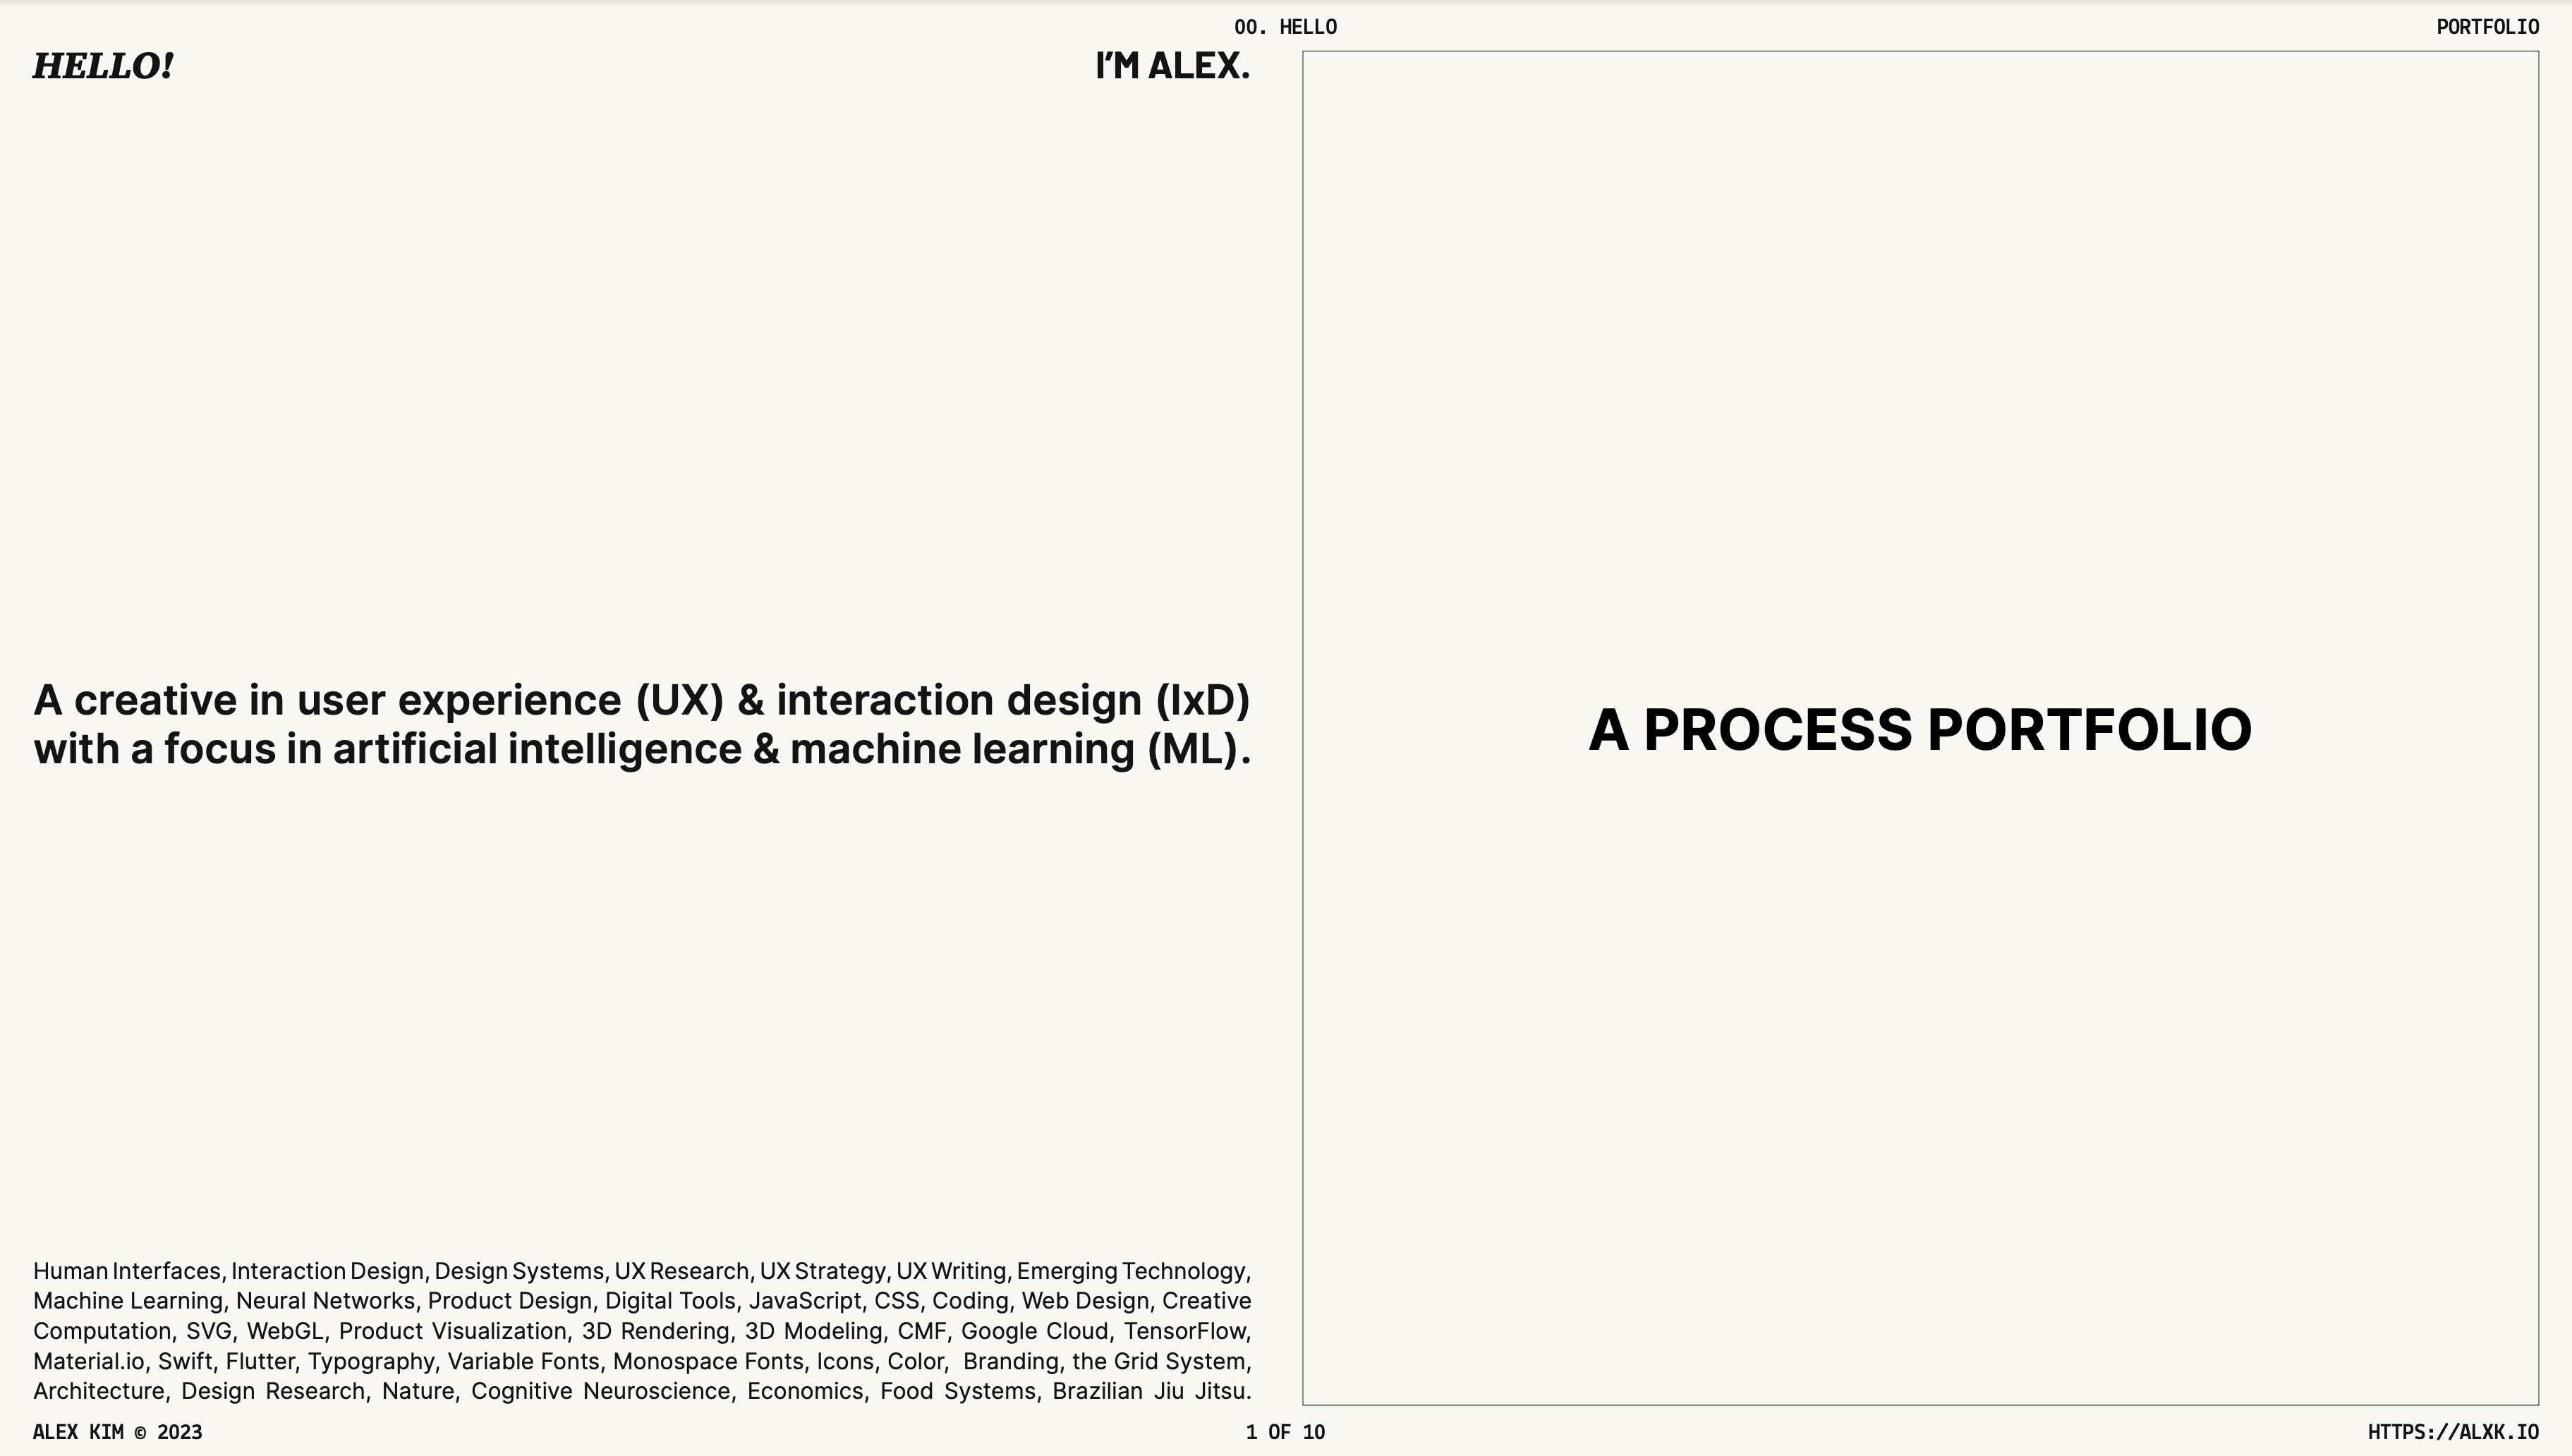 00. HELLO
PORTFOLIO
HELLO!
I’M ALEX.
A creative in user experience (UX) & interaction design (IxD)
with a focus in artificial intelligence & machine learning (ML).
A PROCESS PORTFOLIO
Human Interfaces, Interaction Design, Design Systems, UX Research, UX Strategy, UX Writing, Emerging Technology,
Machine Learning, Neural Networks, Product Design, Digital Tools, JavaScript, CSS, Coding, Web Design, Creative
Computation, SVG, WebGL, Product Visualization, 3D Rendering, 3D Modeling, CMF, Google Cloud, TensorFlow,
Material.io, Swift, Flutter, Typography, Variable Fonts, Monospace Fonts, Icons, Color, Branding, the Grid System,
Architecture, Design Research, Nature, Cognitive Neuroscience, Economics, Food Systems, Brazilian Jiu Jitsu.
ALEX KIM © 2023
1 OF 10
HTTPS://ALXK.IO